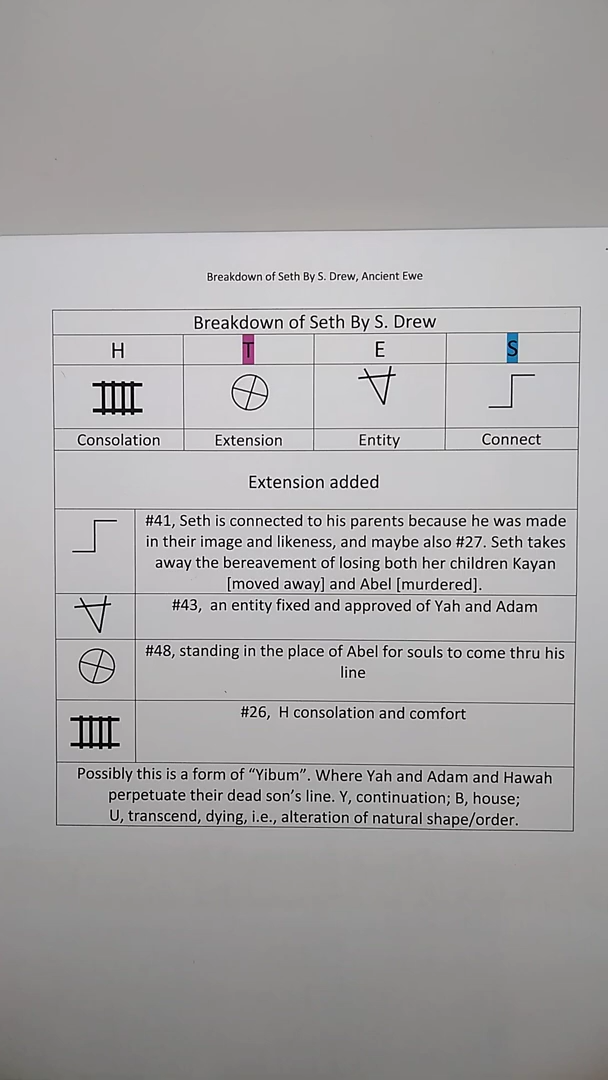 Breakdown of Seth By S. Drew, Ancient Ewe
Breakdown of Seth By S. Drew
H T E S
Consolation Extension Entity Connect
Extension added
#41, Seth is connected to his parents because he was made
in their image and likeness, and maybe also #27. Seth takes
away the bereavement of losing both her children Kayan
[moved away] and Abel [murdered].
#43, an entity fixed and approved of Yah and Adam
#48, standing in the place of Abel for souls to come thru his
line
#26, H consolation and comfort
Possibly this is a form of “Yibum”. Where Yah and Adam and Hawah
perpetuate their dead son’s line. Y, continuation; B, house;
U, transcend, dying, i.e., alteration of natural shape/order.